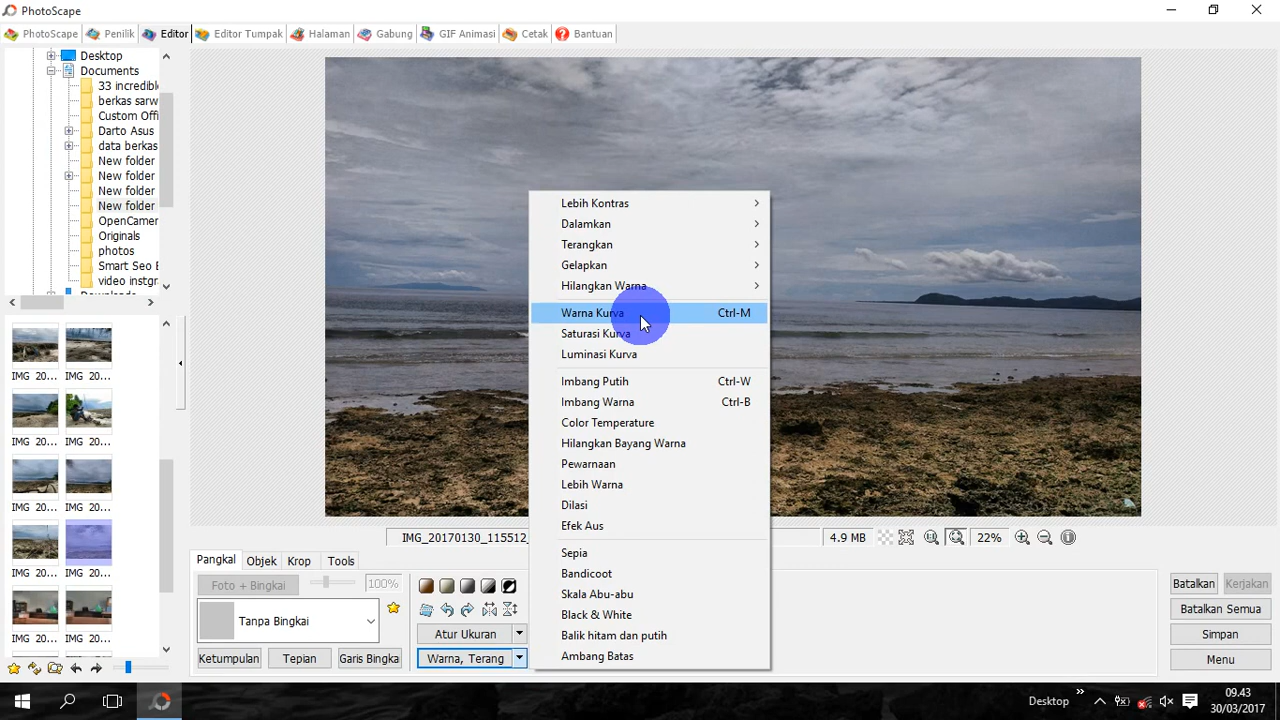 PhotoScape
PhotoScape Penilik Editor Editor Tumpak Halaman Gabung GIF Animasi Cetak Bantuan
Desktop
Documents
33 incredibl
berkas sarw
Custom Offi
Darto Asus
data berkas
New folder
New folder
New folder
New folder
OpenCamer
Originals
photos
Smart Seo E
video instgr
IMG 20... IMG 20...
IMG 20... IMG 20...
IMG 20... IMG 20...
IMG 20... IMG 20...
IMG 20... IMG 20...
Lebih Kontras
Dalamkan
Terangkan
Gelapkan
Hilangkan Warna
Warna Kurva Ctrl-M
Saturasi Kurva
Luminasi Kurva
Imbang Putih Ctrl-W
Imbang Warna Ctrl-B
Color Temperature
Hilangkan Bayang Warna
Pewarnaan
Lebih Warna
Dilasi
Efek Aus
Sepia
Bandicoot
Skala Abu-abu
Black & White
Balik hitam dan putih
Ambang Batas
IMG_20170130_115512_ 4.9 MB 22%
Pangkal Objek Krop Tools
Foto + Bingkai 100%
Tanpa Bingkai
Ketumpulan Tepian Garis Bingka
Atur Ukuran
Warna, Terang
Batalkan Kerjakan
Batalkan Semua
Simpan
Menu
Desktop
09.43
30/03/2017